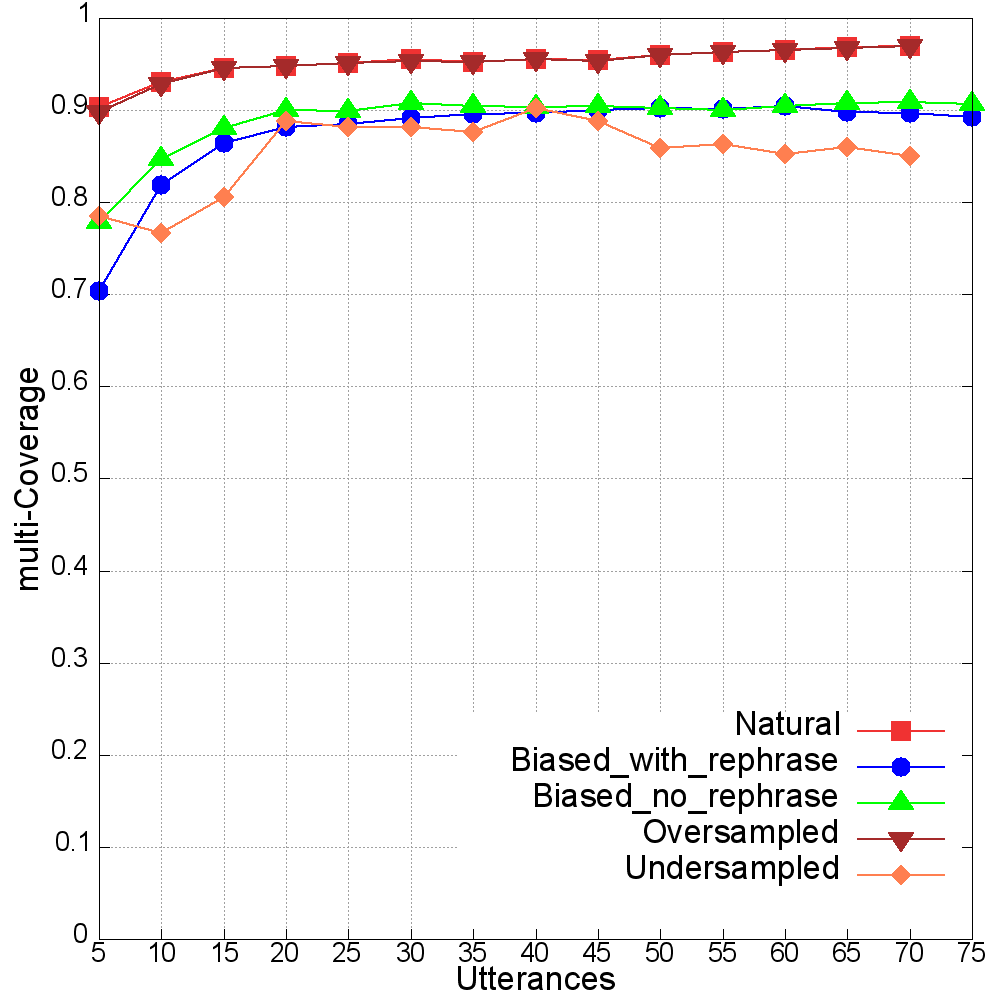 1
0.9
0.8
0.7
0.6
0.5
0.4
0.3
0.2
0.1
0
multi-Coverage
Natural
Biased_with_rephrase
Biased_no_rephrase
Oversampled
Undersampled
5 10 15 20 25 30 35 40 45 50 55 60 65 70 75
Utterances